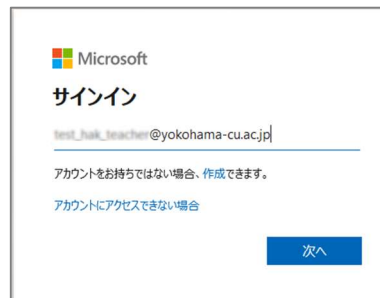 Microsoft
サインイン
@yokohama-cu.ac.jp
アカウントをお持ちではない場合、作成できます。
アカウントにアクセスできない場合
次へ